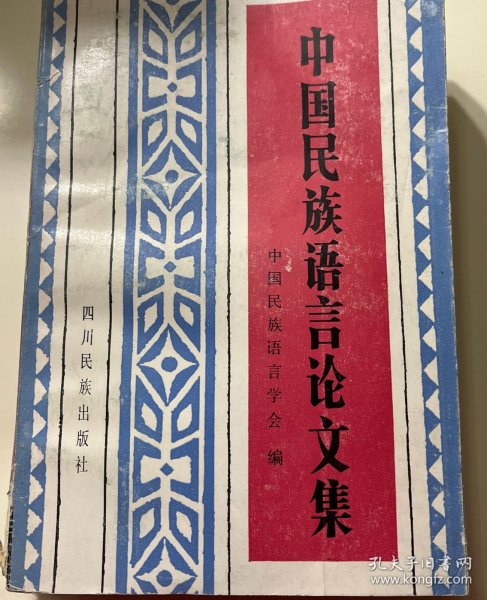 中国民族语言论文集
中国民族语言学会 编
四川民族出版社
孔夫子旧书网
www.kongfz.com